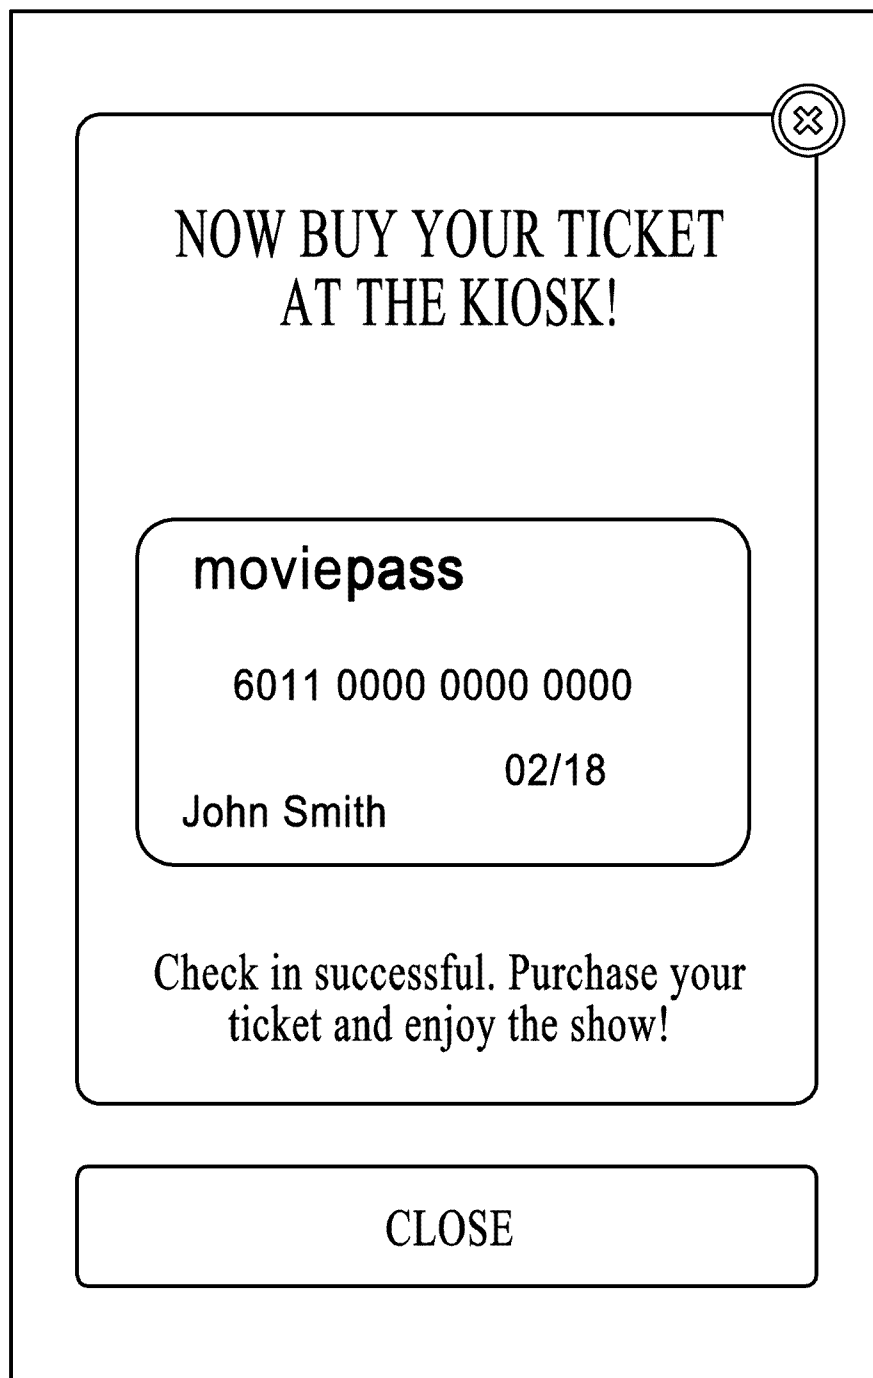 NOW BUY YOUR TICKET
AT THE KIOSK!
moviepass
6011 0000 0000 0000
02/18
John Smith
Check in successful. Purchase your
ticket and enjoy the show!
CLOSE